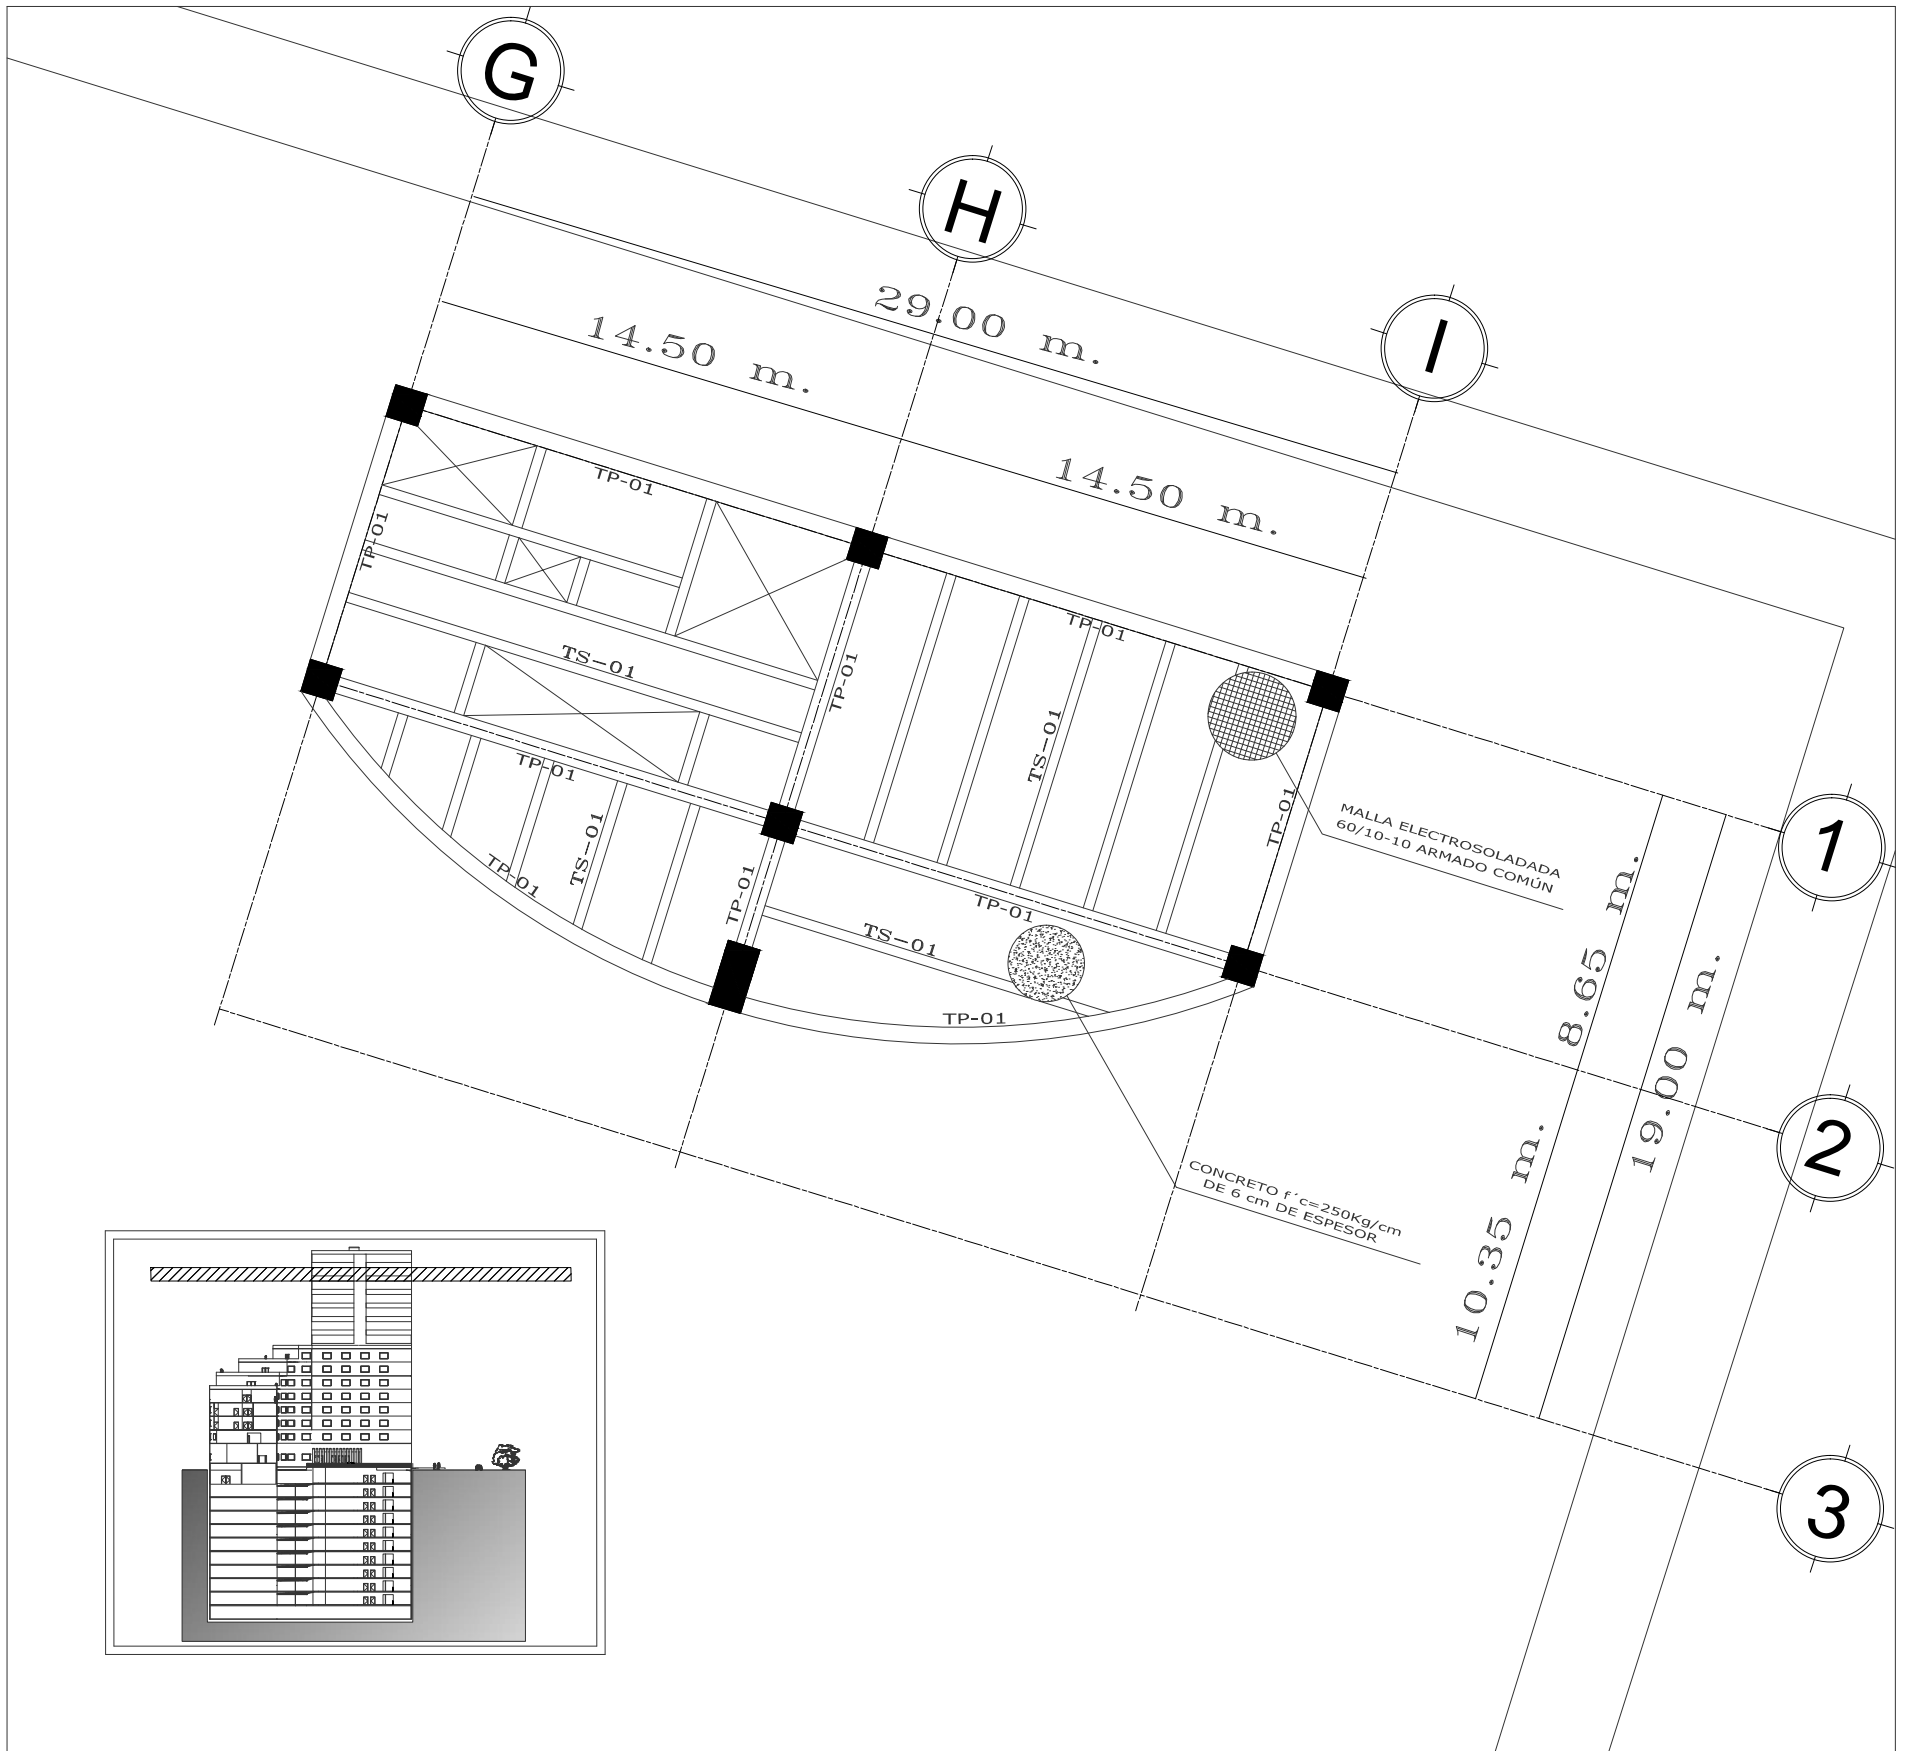 G
H
I
29.00 m.
14.50 m.
14.50 m.
TP-01
TP-01
TP-01
TS-01
TP-01
TS-01
TP-01
TP-01
TS-01
TP-01
TP-01
TP-01
TS-01
TP-01
MALLA ELECTROSOLADADA
60/10-10 ARMADO COMÚN
1
8.65 m.
19.00 m.
2
10.35 m.
CONCRETO f´c=250Kg/cm
DE 6 cm DE ESPESOR
3